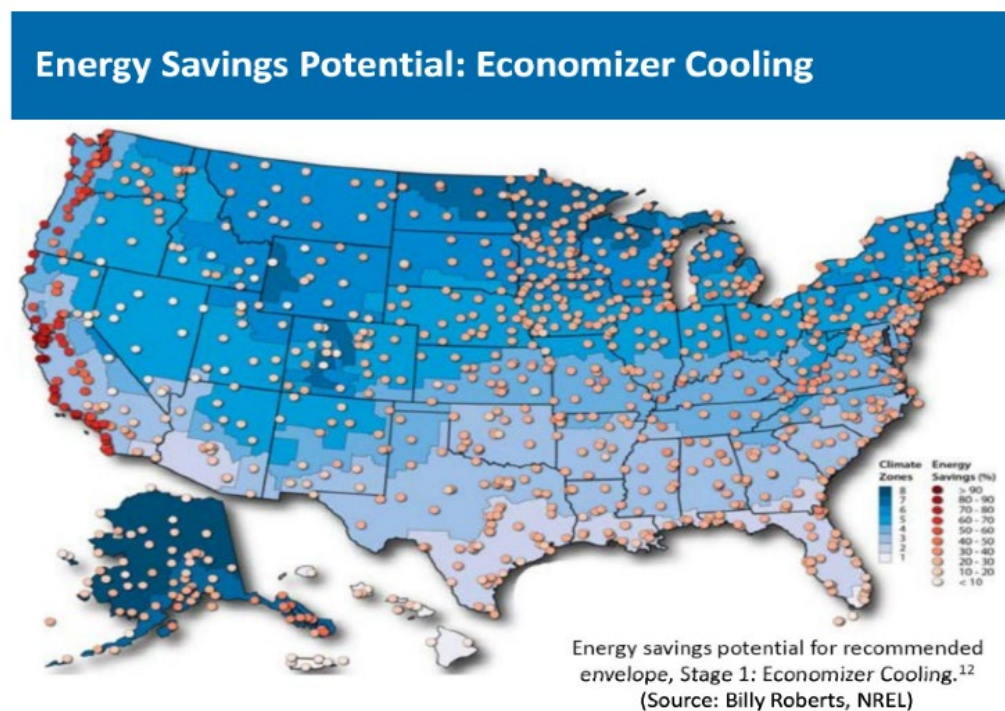 Energy Savings Potential: Economizer Cooling
Climate Zones
8
7
6
5
4
3
2
1
Energy Savings (%)
> 90
80 - 90
70 - 80
60 - 70
50 - 60
40 - 50
30 - 40
20 - 30
10 - 20
< 10
Energy savings potential for recommended
envelope, Stage 1: Economizer Cooling.12
(Source: Billy Roberts, NREL)